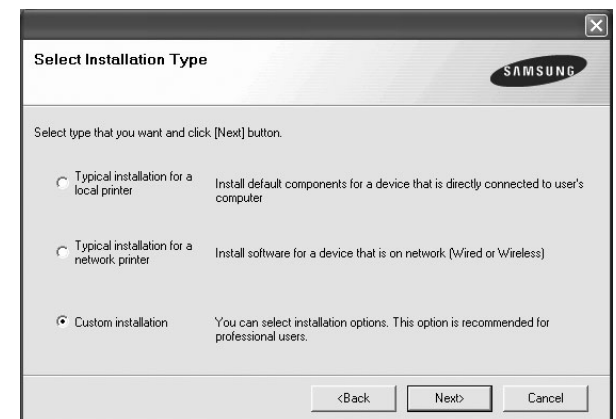 Select Installation Type
SAMSUNG
Select type that you want and click [Next] button.
Typical installation for a
local printer
Install default components for a device that is directly connected to user's
computer
Typical installation for a
network printer
Install software for a device that is on network (Wired or Wireless)
Custom installation
You can select installation options. This option is recommended for
professional users.
<Back
Next>
Cancel